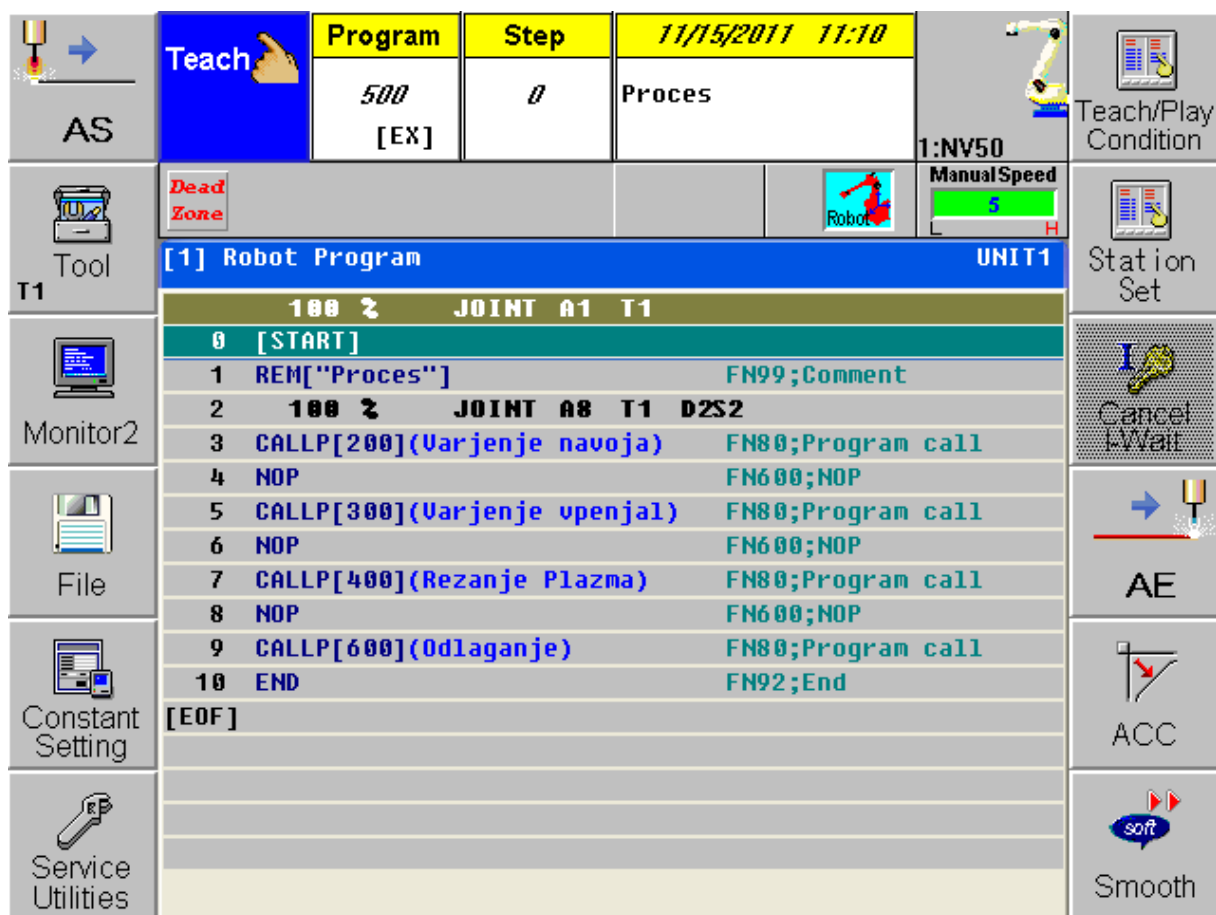 AS
Teach
Program
500
[EX]
Step
0
11/15/2011 11:10
Proces
1:NV50
Teach/Play
Condition
Tool
T1
Dead
Zone
Robot
Manual Speed
5
L H
Station
Set
[1] Robot Program UNIT1
100 % JOINT A1 T1
0 [START]
1 REM["Proces"] FN99;Comment
2 100 % JOINT A8 T1 D2S2
3 CALLP[200](Varjenje navoja) FN80;Program call
4 NOP FN600;NOP
5 CALLP[300](Varjenje vpenjal) FN80;Program call
6 NOP FN600;NOP
7 CALLP[400](Rezanje Plazma) FN80;Program call
8 NOP FN600;NOP
9 CALLP[600](Odlaganje) FN80;Program call
10 END FN92;End
[EOF]
Monitor2
File
Constant
Setting
Service
Utilities
I
Cancel
I-Wait
AE
ACC
soft
Smooth